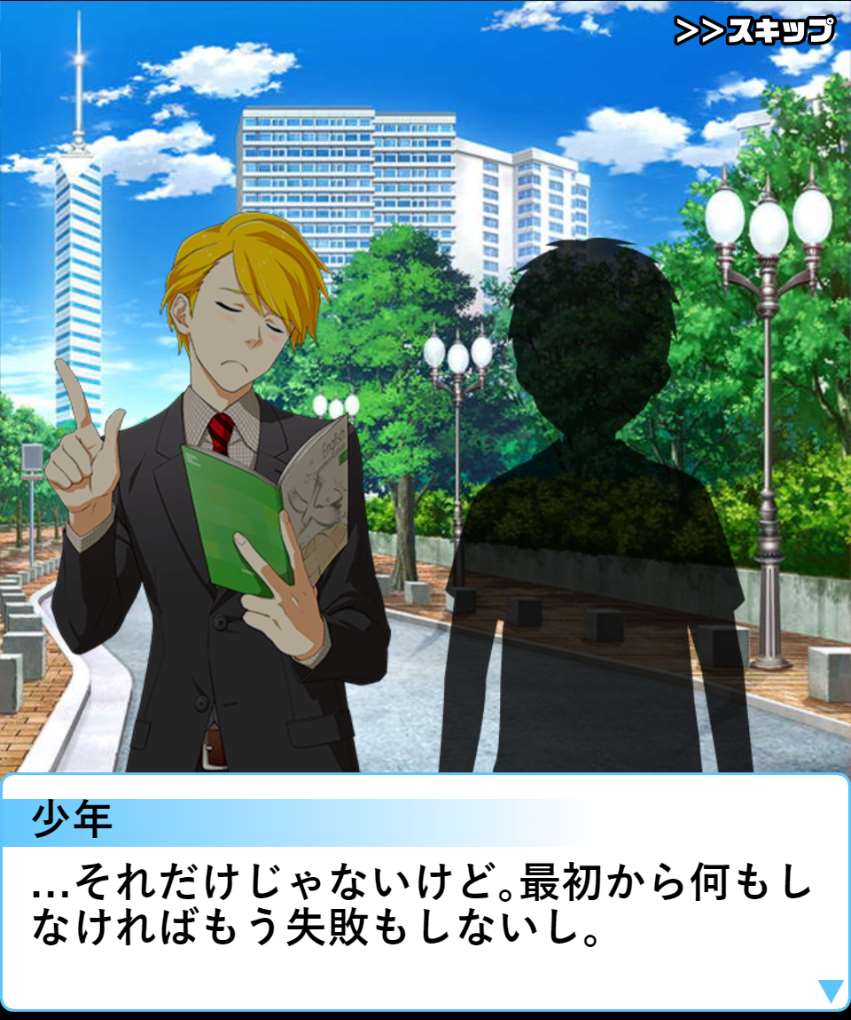 >>スキップ
English
少年
…それだけじゃないけど。最初から何もし
なければもう失敗もしないし。